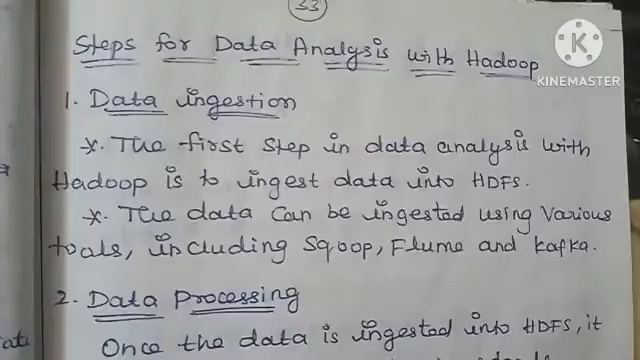 33
Steps for Data Analysis with Hadoop
KINEMASTER
1. Data ingestion
*. The first step in data analysis with
Hadoop is to ingest data into HDFS.
*. The data can be ingested using various
tools, including Sqoop, Flume and Kafka.
2. Data Processing
Once the data is ingested into HDFS, it